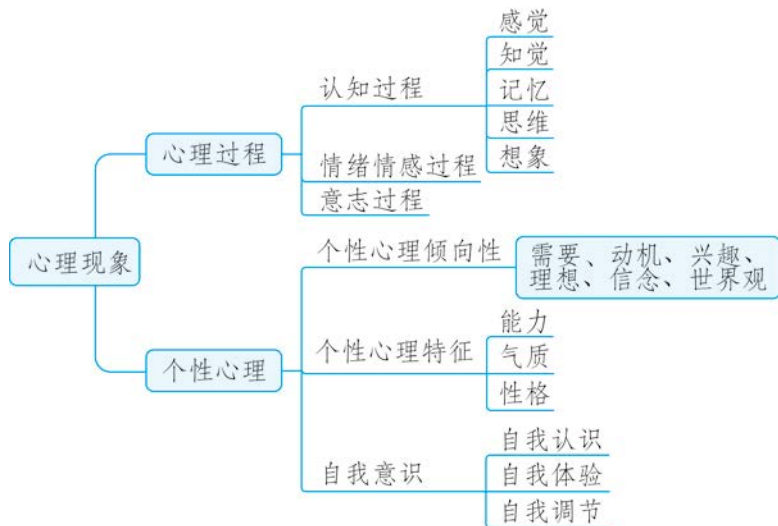 心理现象
心理过程
认知过程
感觉
知觉
记忆
思维
想象
情绪情感过程
意志过程
个性心理
个性心理倾向性
需要、动机、兴趣、
理想、信念、世界观
个性心理特征
能力
气质
性格
自我意识
自我认识
自我体验
自我调节